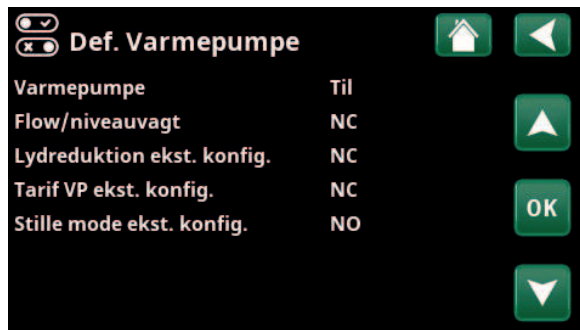 Def. Varmepumpe
Varmepumpe Til
Flow/niveauvagt NC
Lydreduktion ekst. konfig. NC
Tarif VP ekst. konfig. NC
Stille mode ekst. konfig. NO
OK